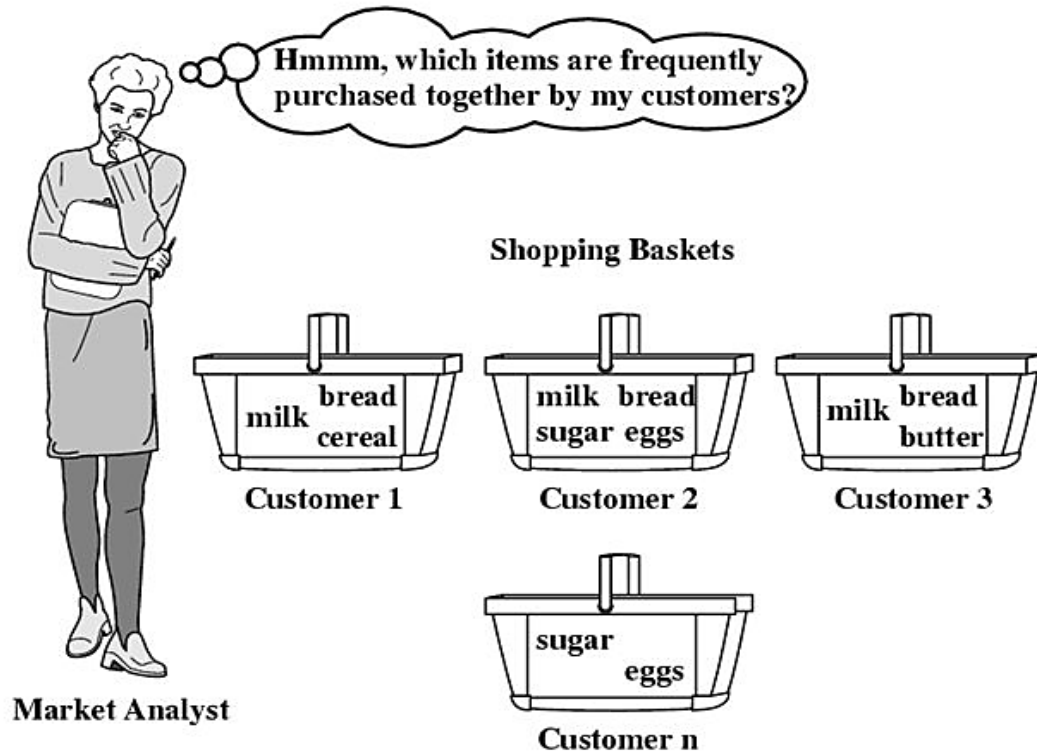 Hmmm, which items are frequently
purchased together by my customers?
Shopping Baskets
milk bread
cereal
Customer 1
milk bread
sugar eggs
Customer 2
milk bread
butter
Customer 3
sugar
eggs
Customer n
Market Analyst